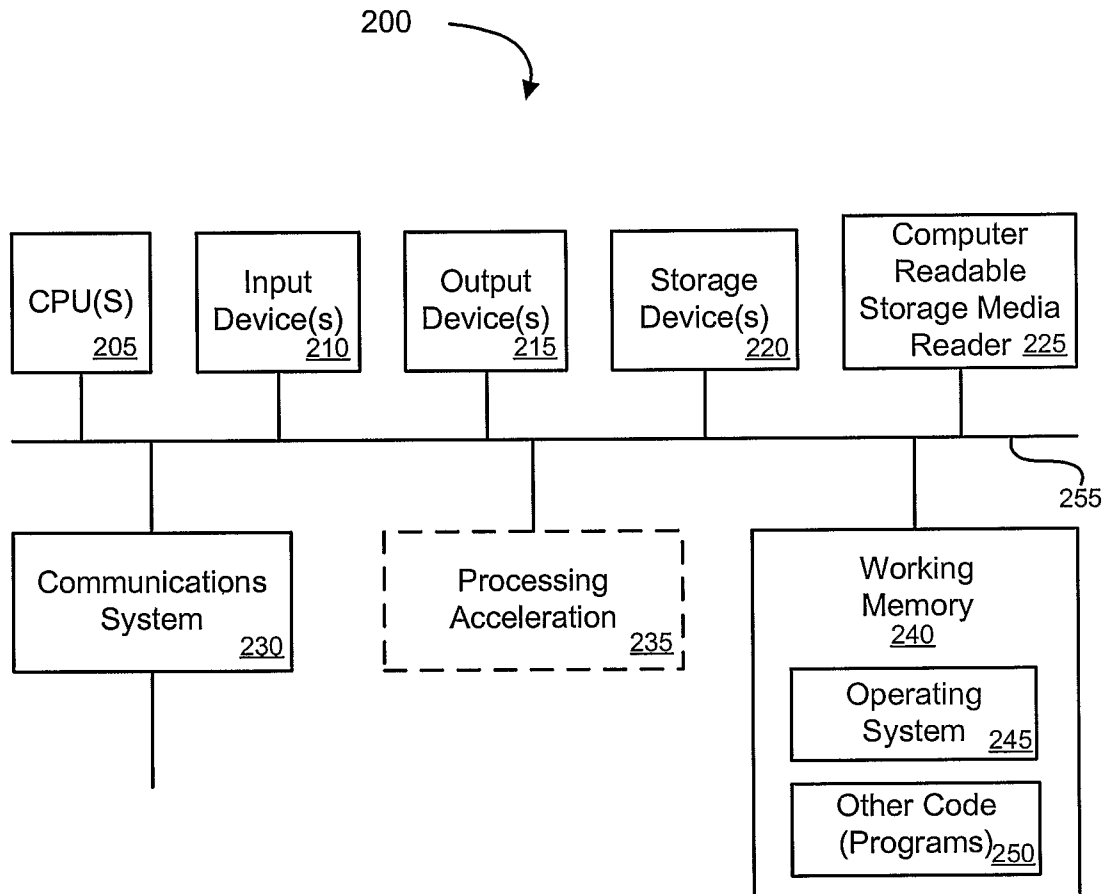 200
CPU(S)
205
Input
Device(s)
210
Output
Device(s)
215
Storage
Device(s)
220
Computer
Readable
Storage Media
Reader 225
255
Communications
System
230
Processing
Acceleration
235
Working
Memory
240
Operating
System
245
Other Code
(Programs)
250